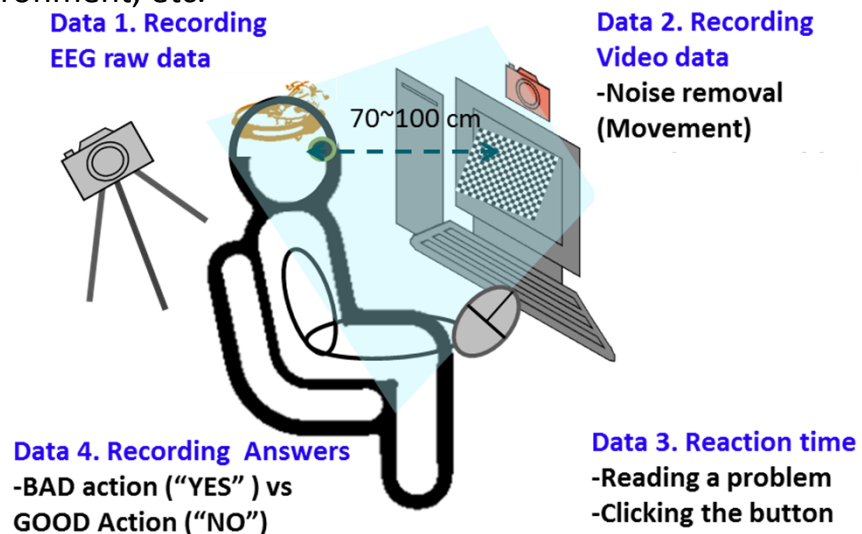 Data 1. Recording
EEG raw data
Data 2. Recording
Video data
-Noise removal
(Movement)
70~100 cm
Data 4. Recording Answers
-BAD action (“YES” ) vs
GOOD Action (“NO”)
Data 3. Reaction time
-Reading a problem
-Clicking the button